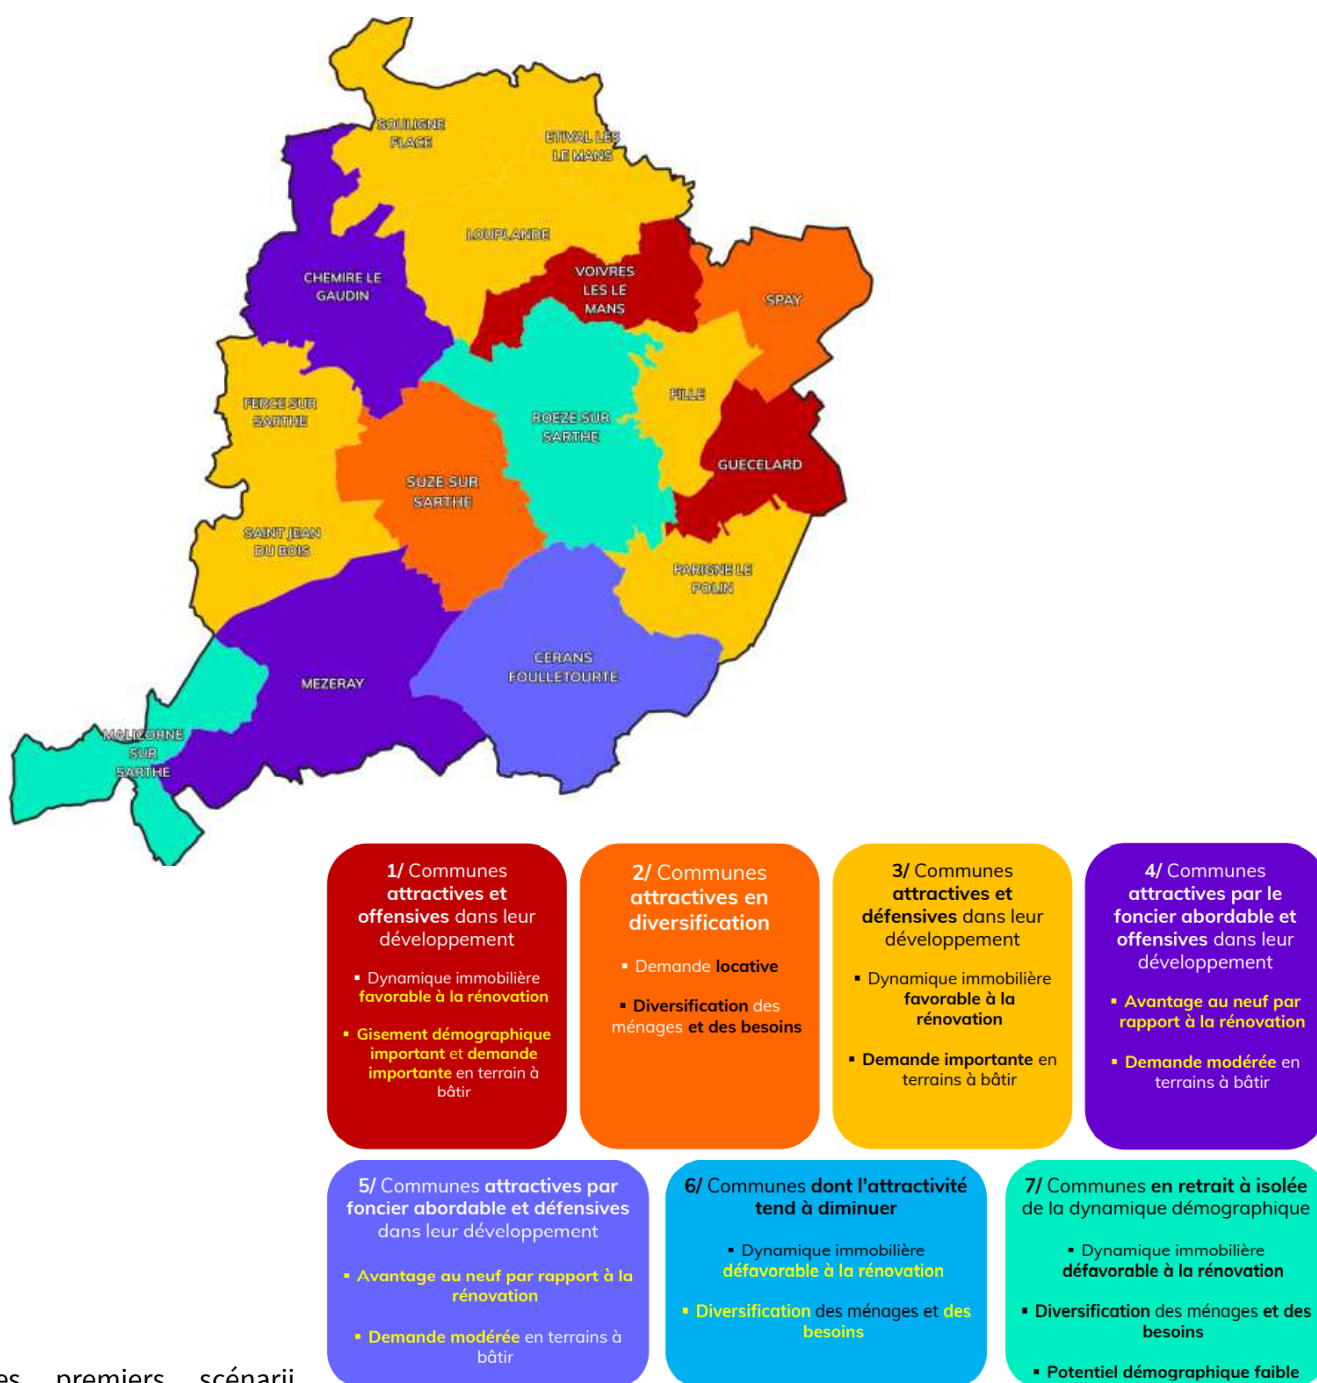 SOULIGNE
FLACE
ETIVAL LES
LE MANS
LOUPLANDE
CHEMIRE LE
GAUDIN
VOIVRES
LES LE
MANS
SPAY
FERCE SUR
SARTHE
ROEZE SUR
SARTHE
FILLE
SUZE SUR
SARTHE
GUECELARD
SAINT JEAN
DU BOIS
PARIGNE LE
POLIN
CERANS
FOULLETOURTE
MEZERAY
MALICORNE
SUR
SARTHE
1/ Communes
attractives et
offensives dans leur
développement
▪ Dynamique immobilière
favorable à la rénovation
▪ Gisement démographique
important et demande
importante en terrain à
bâtir
2/ Communes
attractives en
diversification
▪ Demande locative
▪ Diversification des
ménages et des besoins
3/ Communes
attractives et
défensives dans leur
développement
▪ Dynamique immobilière
favorable à la
rénovation
▪ Demande importante en
terrains à bâtir
4/ Communes
attractives par le
foncier abordable et
offensives dans leur
développement
▪ Avantage au neuf par
rapport à la rénovation
▪ Demande modérée en
terrains à bâtir
5/ Communes attractives par
foncier abordable et défensives
dans leur développement
▪ Avantage au neuf par rapport à la
rénovation
▪ Demande modérée en terrains à
bâtir
6/ Communes dont l'attractivité
tend à diminuer
▪ Dynamique immobilière
défavorable à la rénovation
▪ Diversification des ménages et des
besoins
7/ Communes en retrait à isolée
de la dynamique démographique
▪ Dynamique immobilière
défavorable à la rénovation
▪ Diversification des ménages et des
besoins
▪ Potentiel démographique faible
es premiers scénarii